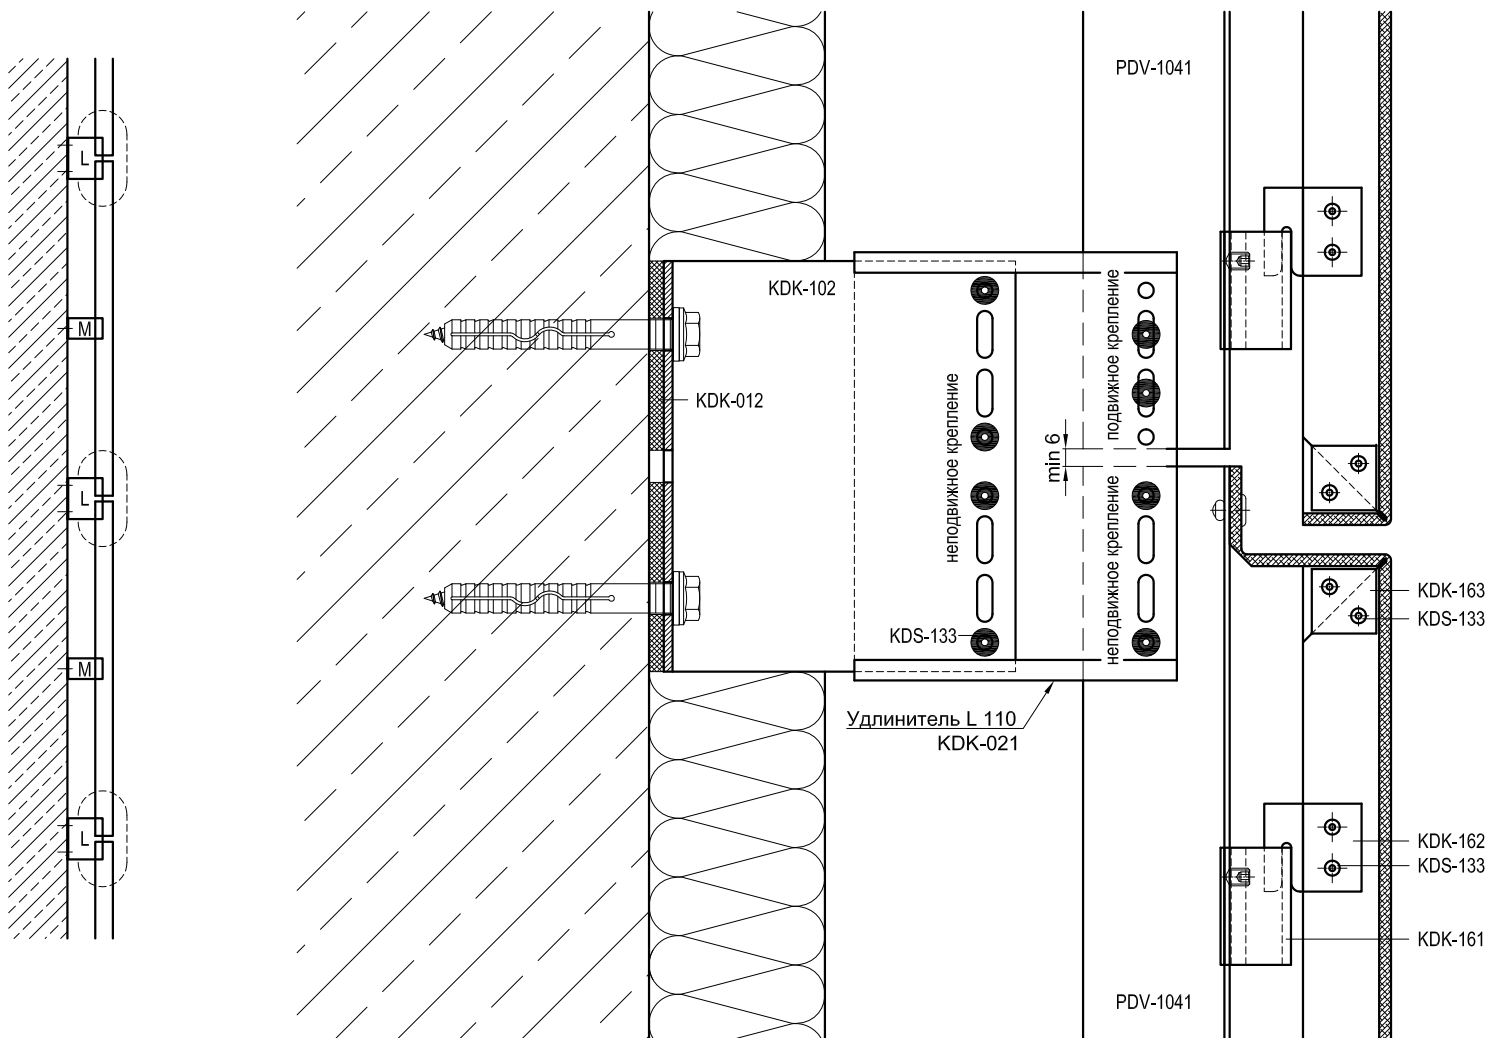 L
M
L
M
L
PDV-1041
KDK-102
KDK-012
неподвижное крепление
подвижное крепление
min 6
неподвижное крепление
KDS-133
Удлинитель L 110
KDK-021
KDK-163
KDS-133
KDK-162
KDS-133
KDK-161
PDV-1041